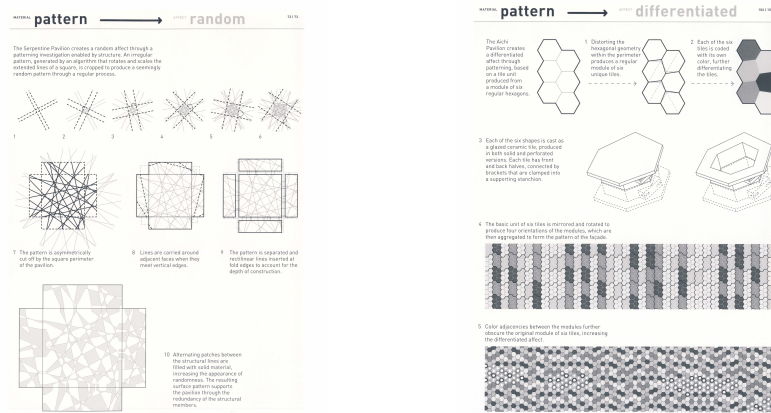 MATERIAL pattern AFFECT random
The Serpentine Pavilion creates a random affect through a
patterning investigation enabled by structure. An irregular
pattern, generated by an algorithm that rotates and scales the
extended lines of a square, is cropped to produce a seemingly
random pattern through a regular process.
1 2 3 4 5 6
7 The pattern is asymmetrically
cut off by the square perimeter
of the pavilion.
8 Lines are carried around
adjacent faces when they
meet vertical edges.
9 The pattern is separated and
rectilinear lines inserted at
fold edges to account for the
depth of construction.
10 Alternating patches between
the structural lines are
filled with solid material,
increasing the appearance of
randomness. The resulting
surface pattern supports
the pavilion through the
redundancy of the structural
members.
MATERIAL pattern AFFECT differentiated
The Aichi
Pavilion creates
a differentiated
affect through
patterning, based
on a tile unit
produced from
a module of six
regular hexagons.
1 Distorting the
hexagonal geometry
within the perimeter
produces a regular
module of six
unique tiles.
2 Each of the six
tiles is coded
with its own
color, further
differentiating
the tiles.
3 Each of the six shapes is cast as
a glazed ceramic tile, produced
in both solid and perforated
versions. Each tile has front
and back halves, connected by
brackets that are clamped into
a supporting stanchion.
4 The basic unit of six tiles is mirrored and rotated to
produce four orientations of the modules, which are
then aggregated to form the pattern of the façade.
5 Color adjacencies between the modules further
obscure the original module of six tiles, increasing
the differentiated affect.